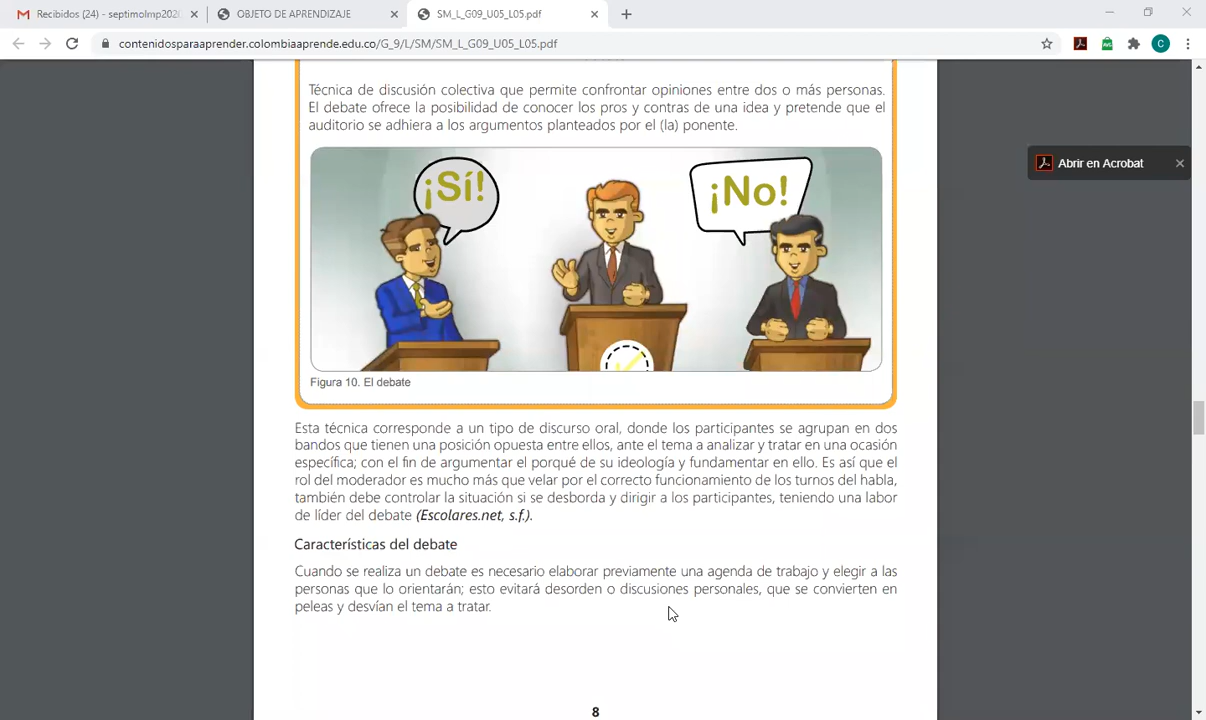 Recibidos (24) - septimolmp202
OBJETO DE APRENDIZAJE
SM_L_G09_U05_L05.pdf
contenidosparaaprender.colombiaaprende.edu.co/G_9/L/SM/SM_L_G09_U05_L05.pdf
C
Abrir en Acrobat
Técnica de discusión colectiva que permite confrontar opiniones entre dos o más personas.
El debate ofrece la posibilidad de conocer los pros y contras de una idea y pretende que el
auditorio se adhiera a los argumentos planteados por el (la) ponente.
¡Sí!
¡No!
Figura 10. El debate
Esta técnica corresponde a un tipo de discurso oral, donde los participantes se agrupan en dos
bandos que tienen una posición opuesta entre ellos, ante el tema a analizar y tratar en una ocasión
específica; con el fin de argumentar el porqué de su ideología y fundamentar en ello. Es así que el
rol del moderador es mucho más que velar por el correcto funcionamiento de los turnos del habla,
también debe controlar la situación si se desborda y dirigir a los participantes, teniendo una labor
de líder del debate (Escolares.net, s.f.).
Características del debate
Cuando se realiza un debate es necesario elaborar previamente una agenda de trabajo y elegir a las
personas que lo orientarán; esto evitará desorden o discusiones personales, que se convierten en
peleas y desvían el tema a tratar.
8